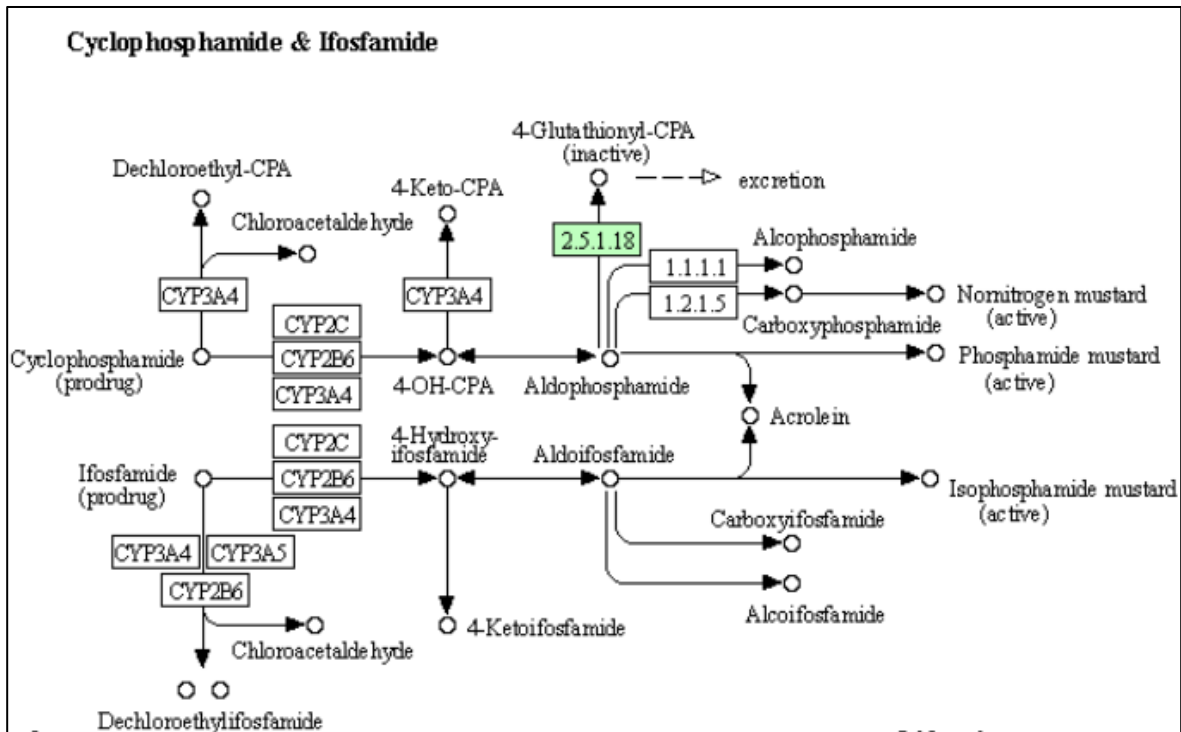 Cyclophosphamide & Ifosfamide
4-Glutathionyl-CPA
(inactive)
excretion
Dechloroethyl-CPA
4-Keto-CPA
Chloroacetaldehyde
2.5.1.18
Alcophosphamide
1.1.1.1
CYP3A4
CYP3A4
1.2.1.5
Nornitrogen mustard
(active)
Carboxyphosphamide
CYP2C
Cyclophosphamide
(prodrug)
CYP2B6
4-OH-CPA
Aldophosphamide
Phosphamide mustard
(active)
CYP3A4
Acrolein
CYP2C
4-Hydroxy-
ifosfamide
Aldoifosfamide
Ifosfamide
(prodrug)
CYP2B6
Isophosphamide mustard
(active)
CYP3A4
Carboxyifosfamide
CYP3A4
CYP3A5
CYP2B6
Alcoifosfamide
4-Ketoifosfamide
Chloroacetaldehyde
Dechloroethylifosfamide